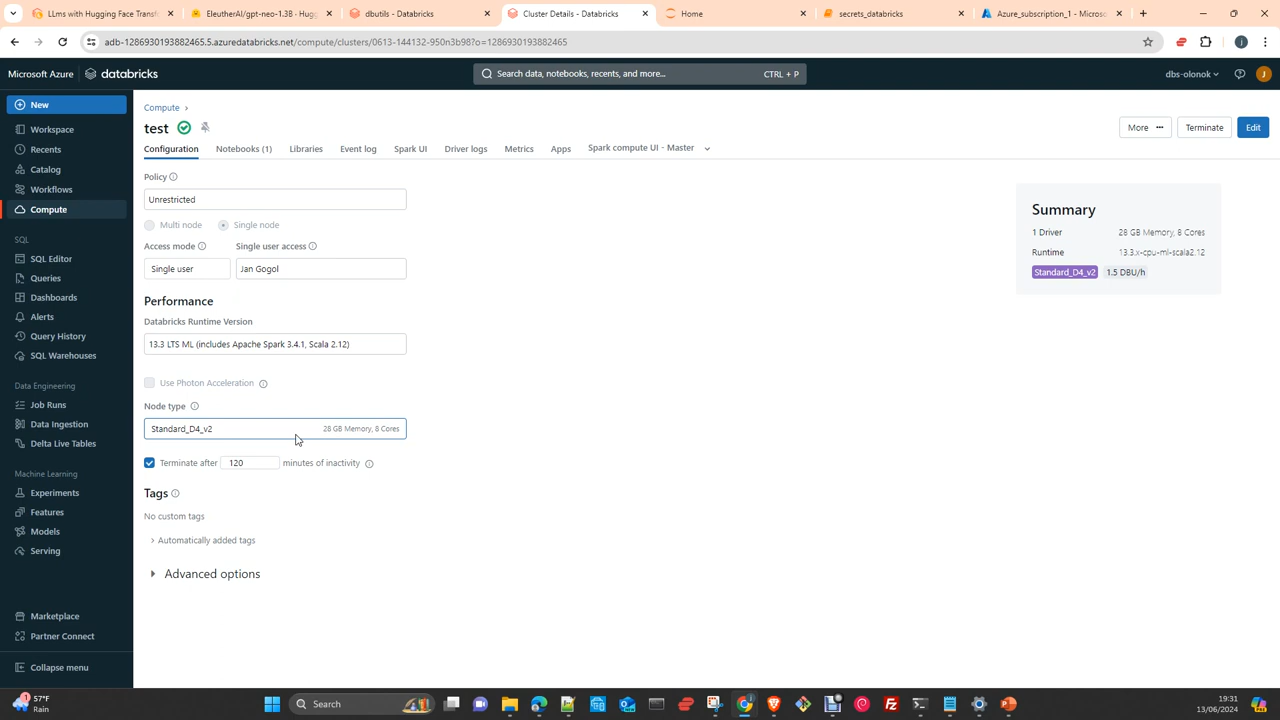 LLms with Hugging Face Transf
EleutherAI/gpt-neo-1.3B · Hugg
dbutils - Databricks
Cluster Details - Databricks
Home
secrets_databricks
Azure_subscription_1 - Microso
adb-1286930193882465.5.azuredatabricks.net/compute/clusters/0613-144132-950n3b98?o=1286930193882465
Microsoft Azure
databricks
Search data, notebooks, recents, and more...
CTRL + P
dbs-olonok
J
New
Workspace
Recents
Catalog
Workflows
Compute
SQL
SQL Editor
Queries
Dashboards
Alerts
Query History
SQL Warehouses
Data Engineering
Job Runs
Data Ingestion
Delta Live Tables
Machine Learning
Experiments
Features
Models
Serving
Marketplace
Partner Connect
Collapse menu
Compute
test
More
Terminate
Edit
Configuration
Notebooks (1)
Libraries
Event log
Spark UI
Driver logs
Metrics
Apps
Spark compute UI - Master
Policy
Unrestricted
Multi node
Single node
Access mode
Single user access
Single user
Jan Gogol
Performance
Databricks Runtime Version
13.3 LTS ML (includes Apache Spark 3.4.1, Scala 2.12)
Use Photon Acceleration
Node type
Standard_D4_v2
28 GB Memory, 8 Cores
Terminate after
120
minutes of inactivity
Tags
No custom tags
Automatically added tags
Advanced options
Summary
1 Driver
28 GB Memory, 8 Cores
Runtime
13.3.x-cpu-ml-scala2.12
Standard_D4_v2
1.5 DBU/h
57°F
Rain
Search
19:31
13/06/2024